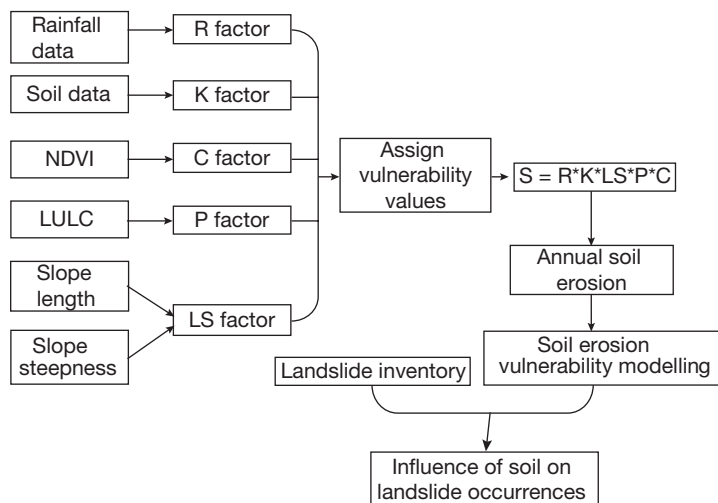 Rainfall
data
R factor
Soil data
K factor
NDVI
C factor
LULC
P factor
Slope
length
Slope
steepness
LS factor
Assign
vulnerability
values
S = R*K*LS*P*C
Annual soil
erosion
Soil erosion
vulnerability modelling
Landslide inventory
Influence of soil on
landslide occurrences